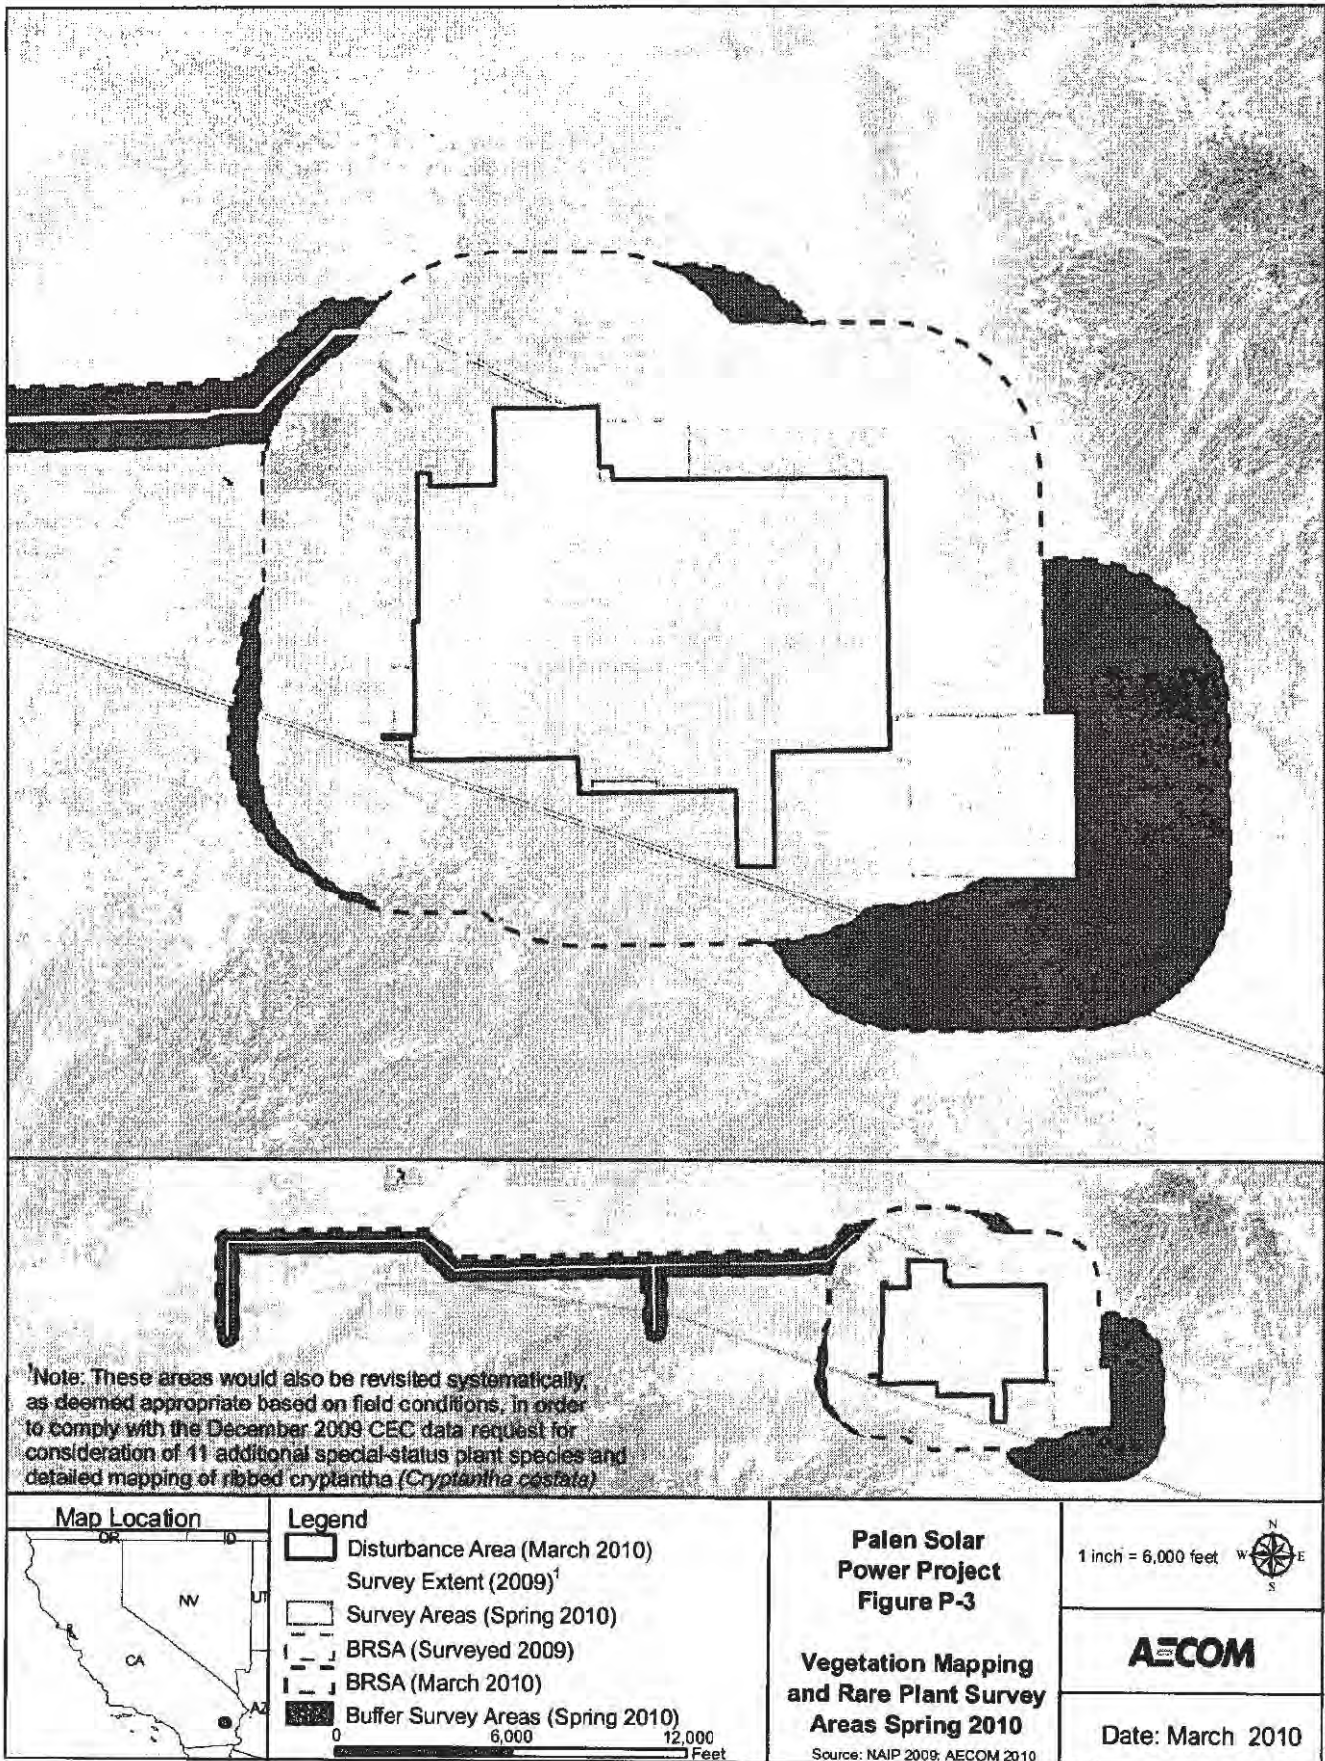 ¹Note: These areas would also be revisited systematically,
as deemed appropriate based on field conditions, in order
to comply with the December 2009 CEC data request for
consideration of 11 additional special-status plant species and
detailed mapping of ribbed cryptantha (Cryptantha costata)
Map Location
OR
ID
NV
UT
CA
AZ
Legend
Disturbance Area (March 2010)
Survey Extent (2009)¹
Survey Areas (Spring 2010)
BRSA (Surveyed 2009)
BRSA (March 2010)
Buffer Survey Areas (Spring 2010)
0 6,000 12,000
Feet
Palen Solar
Power Project
Figure P-3
Vegetation Mapping
and Rare Plant Survey
Areas Spring 2010
Source: NAIP 2009; AECOM 2010
1 inch = 6,000 feet
N
W E
S
AECOM
Date: March 2010